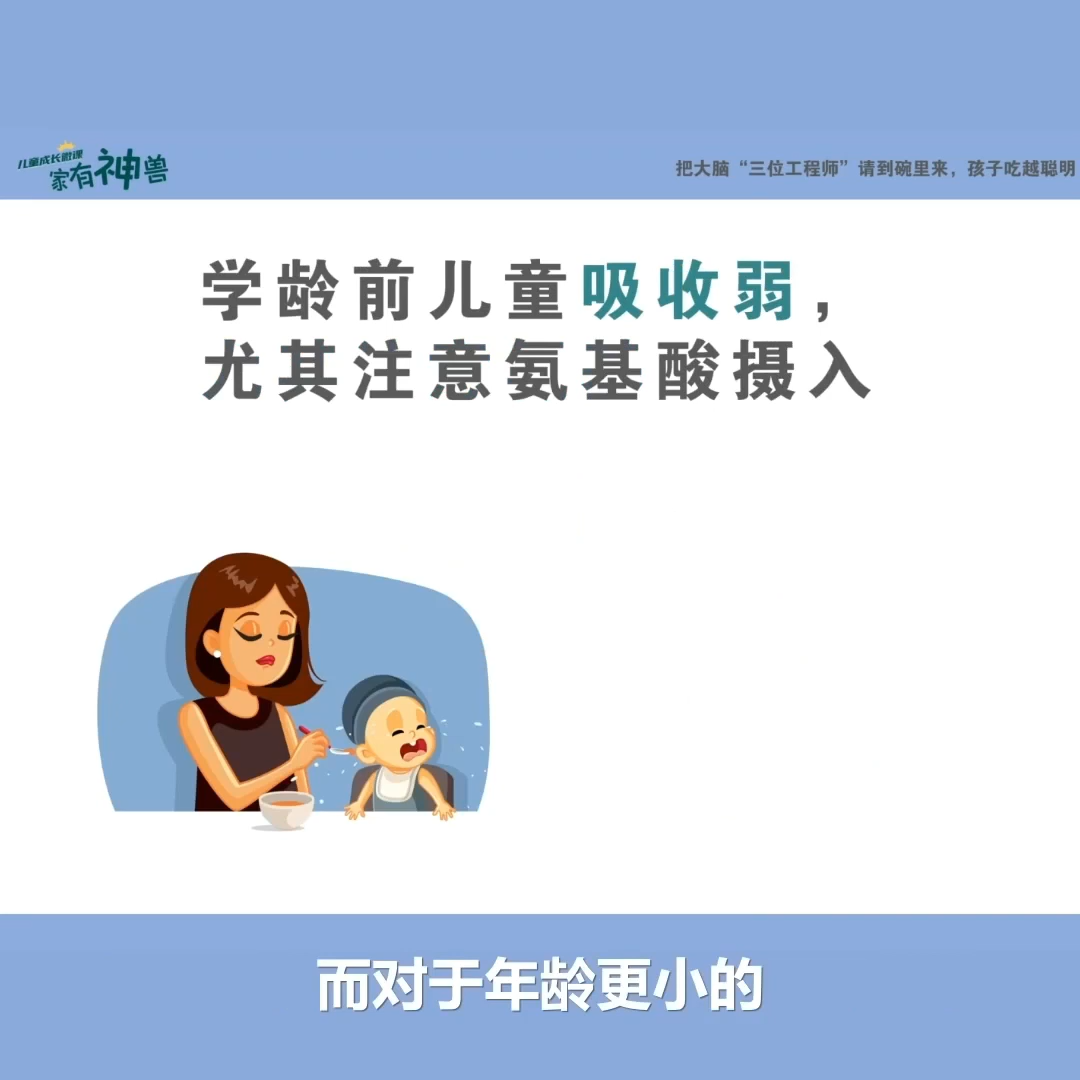 儿童成长微课
家有神兽
把大脑“三位工程师”请到碗里来，孩子吃越聪明
学龄前儿童吸收弱，
尤其注意氨基酸摄入
而对于年龄更小的